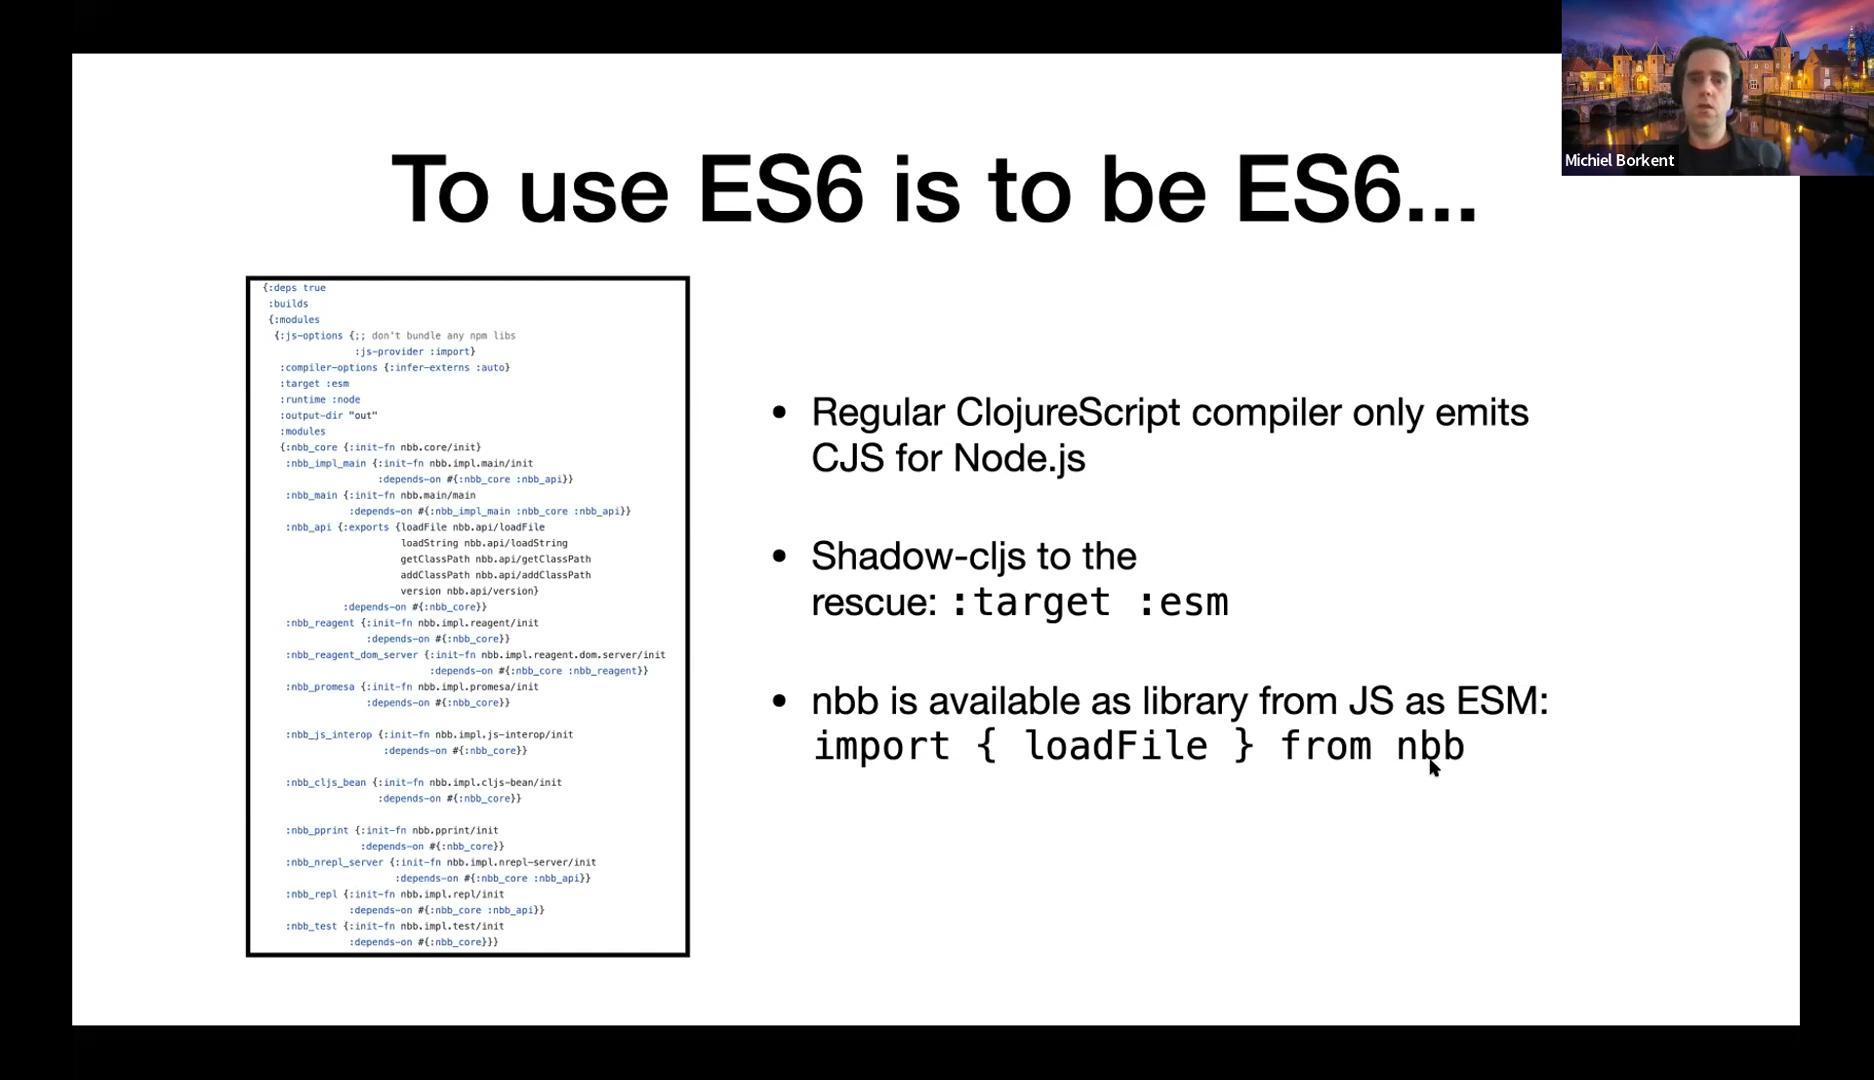 Michiel Borkent
To use ES6 is to be ES6...
{:deps true
:builds
{:modules
{:js-options {;; don't bundle any npm libs
:js-provider :import}
:compiler-options {:infer-externs :auto}
:target :esm
:runtime :node
:output-dir "out"
:modules
{:nbb_core {:init-fn nbb.core/init}
:nbb_impl_main {:init-fn nbb.impl.main/init
:depends-on #{:nbb_core :nbb_api}}
:nbb_main {:init-fn nbb.main/main
:depends-on #{:nbb_impl_main :nbb_core :nbb_api}}
:nbb_api {:exports {loadFile nbb.api/loadFile
loadString nbb.api/loadString
getClassPath nbb.api/getClassPath
addClassPath nbb.api/addClassPath
version nbb.api/version}
:depends-on #{:nbb_core}}
:nbb_reagent {:init-fn nbb.impl.reagent/init
:depends-on #{:nbb_core}}
:nbb_reagent_dom_server {:init-fn nbb.impl.reagent.dom.server/init
:depends-on #{:nbb_core :nbb_reagent}}
:nbb_promesa {:init-fn nbb.impl.promesa/init
:depends-on #{:nbb_core}}
:nbb_js_interop {:init-fn nbb.impl.js-interop/init
:depends-on #{:nbb_core}}
:nbb_cljs_bean {:init-fn nbb.impl.cljs-bean/init
:depends-on #{:nbb_core}}
:nbb_pprint {:init-fn nbb.pprint/init
:depends-on #{:nbb_core}}
:nbb_nrepl_server {:init-fn nbb.impl.nrepl-server/init
:depends-on #{:nbb_core :nbb_api}}
:nbb_repl {:init-fn nbb.impl.repl/init
:depends-on #{:nbb_core :nbb_api}}
:nbb_test {:init-fn nbb.impl.test/init
:depends-on #{:nbb_core}}}
• Regular ClojureScript compiler only emits
CJS for Node.js
• Shadow-cljs to the
rescue: :target :esm
• nbb is available as library from JS as ESM:
import { loadFile } from nbb